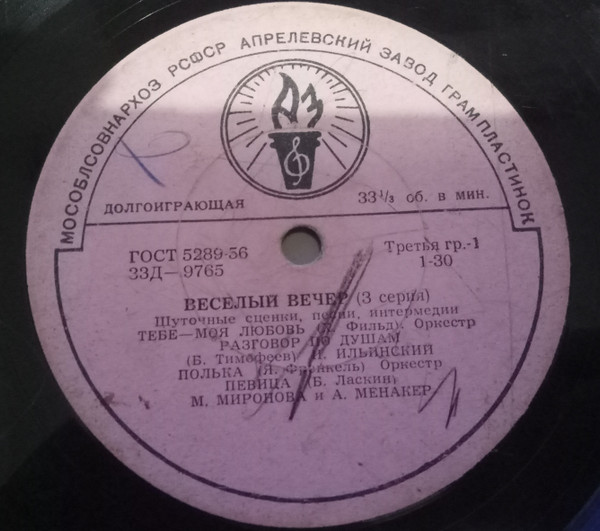 МОСОБЛСОВНАРХОЗ РСФСР АПРЕЛЕВСКИЙ ЗАВОД ГРАМПЛАСТИНОК
АЗ
ДОЛГОИГРАЮЩАЯ
33⅓ об. в мин.
ГОСТ 5289-56
33Д—9765
Третья гр.-1
1-30
ВЕСЕЛЫЙ ВЕЧЕР (3 серия)
Шуточные сценки, песни, интермедии
ТЕБЕ—МОЯ ЛЮБОВЬ Фильд). Оркестр
РАЗГОВОР ПО ДУШАМ
(Б. Тимофеев) И. ИЛЬИНСКИЙ
ПОЛЬКА (Я. Френкель) Оркестр
ПЕВИЦА (Б. Ласкин)
М. МИРОНОВА и А. МЕНАКЕР